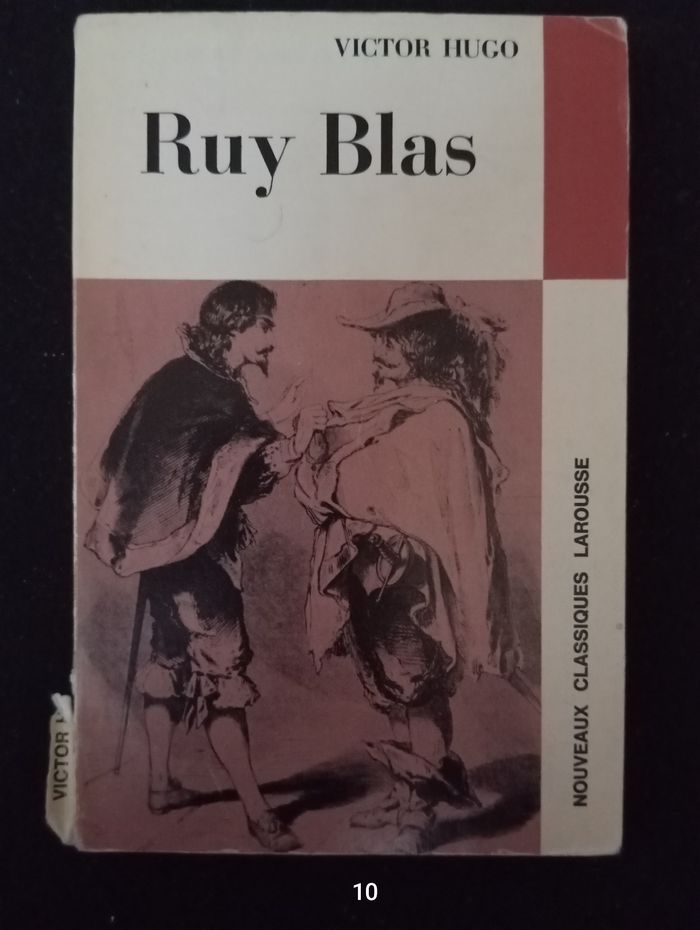 VICTOR HUGO
Ruy Blas
NOUVEAUX CLASSIQUES LAROUSSE
VICTOR H
10